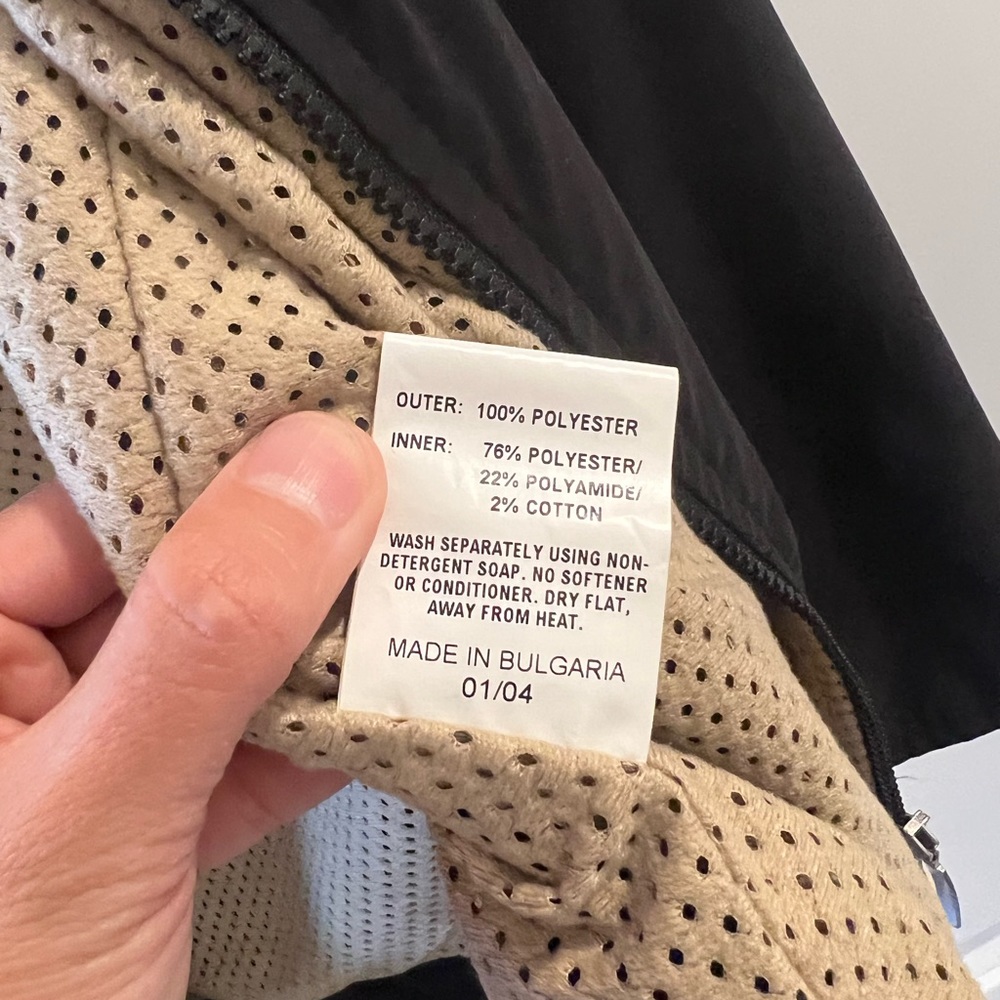 OUTER: 100% POLYESTER
INNER: 76% POLYESTER/
22% POLYAMIDE/
2% COTTON
WASH SEPARATELY USING NON-
DETERGENT SOAP. NO SOFTENER
OR CONDITIONER. DRY FLAT,
AWAY FROM HEAT.
MADE IN BULGARIA
01/04